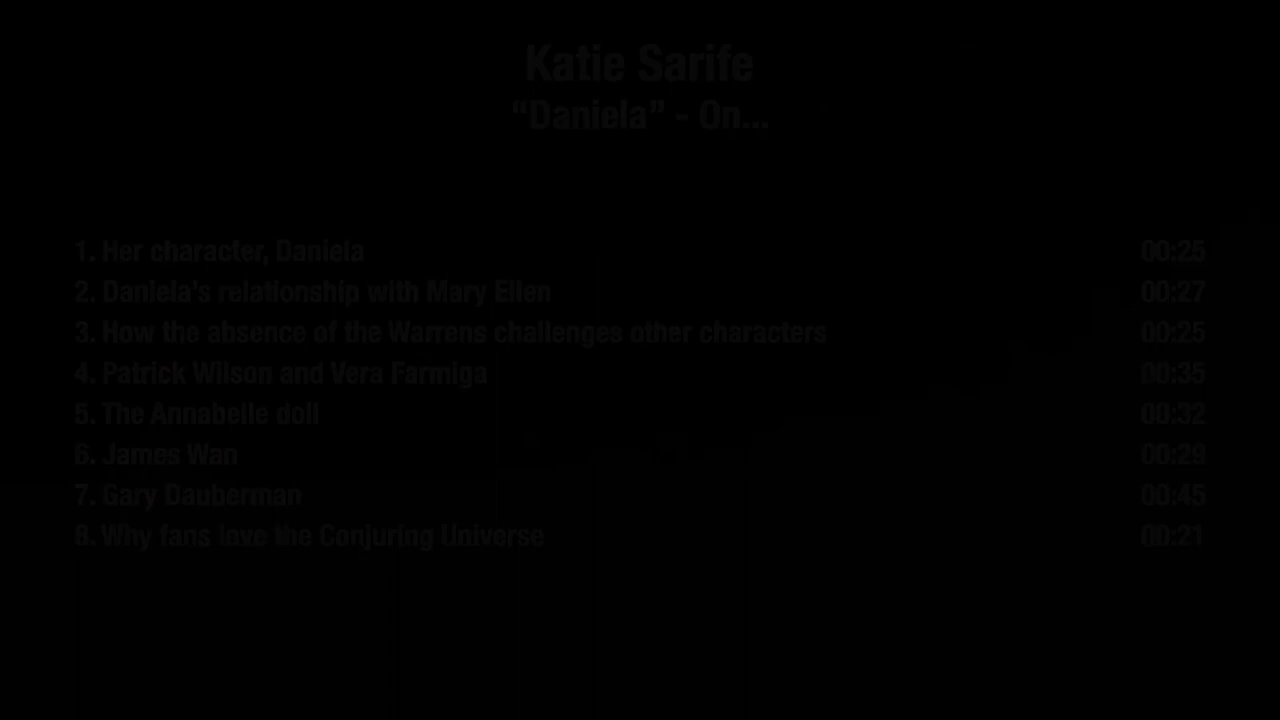 Katie Sarife
“Daniela” - On...
1. Her character, Daniela 00:25
2. Daniela’s relationship with Mary Ellen 00:27
3. How the absence of the Warrens challenges other characters 00:25
4. Patrick Wilson and Vera Farmiga 00:35
5. The Annabelle doll 00:32
6. James Wan 00:29
7. Gary Dauberman 00:45
8. Why fans love the Conjuring Universe 00:21